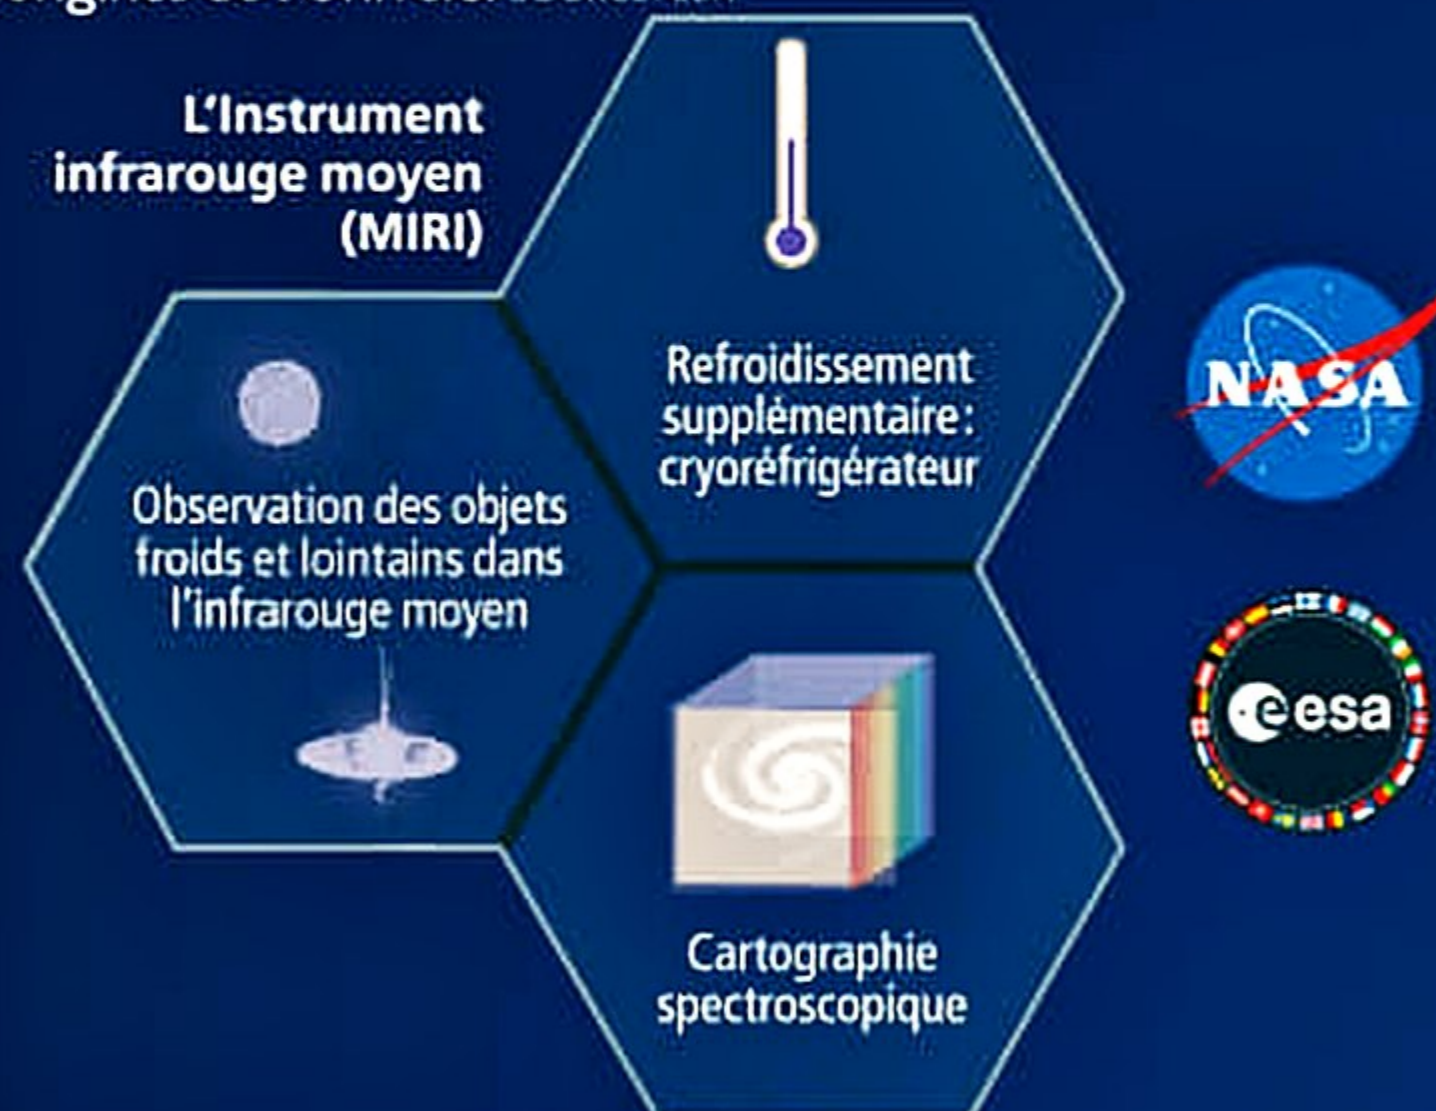 L'Instrument
infrarouge moyen
(MIRI)
Refroidissement
supplémentaire:
cryoréfrigérateur
Observation des objets
froids et lointains dans
l'infrarouge moyen
Cartographie
spectroscopique
NASA
esa